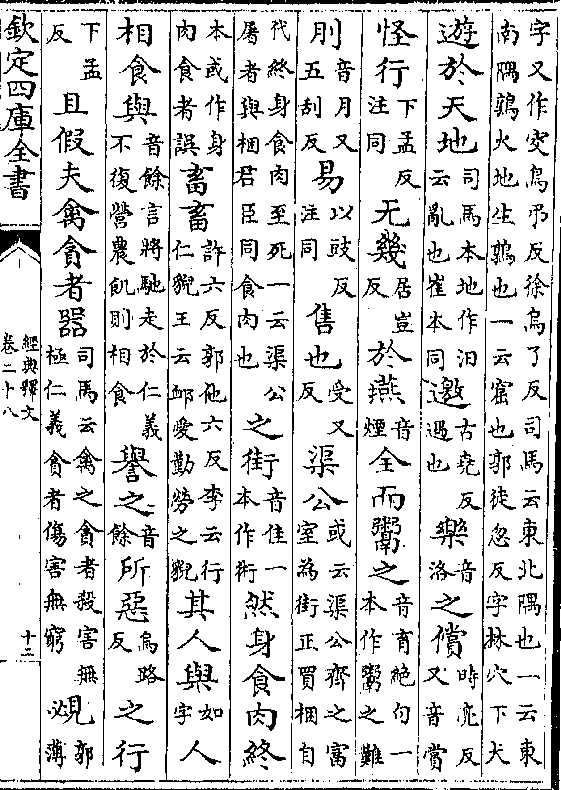 字又作突烏弔反徐烏了反司馬云東北隅也一云東南隅鶉火地生鶉也一云窟也郭徒忽反字林穴下犬
遊於天地司馬本地作汨云亂也崔本同邀古堯反遇也樂音洛之償時亮反又音賞
怪行下孟反注同无幾居豈反於燕音煙全而鬻之音育絕句一本作鬻之難
刖音月又五刮反易以豉反注同售也受又反渠公或云渠公齊之富室為街正買梱自
代終身食肉至死一云渠公屠者與梱君臣同食肉也之街音佳一本作術然身食肉終
本或作身肉食者誤畜畜許六反郭他六反李云行仁貌王云䘏愛勤勞之貌其人與如字人
相食與音餘言將馳走於仁義不復營農飢則相食譽之音餘所惡烏路反之行
下孟反且假夫禽貪者器司馬云禽之貪者殺害無極仁義貪者傷害無窮覕郭薄
欽定四庫全書
經典釋文
卷二十八
十三